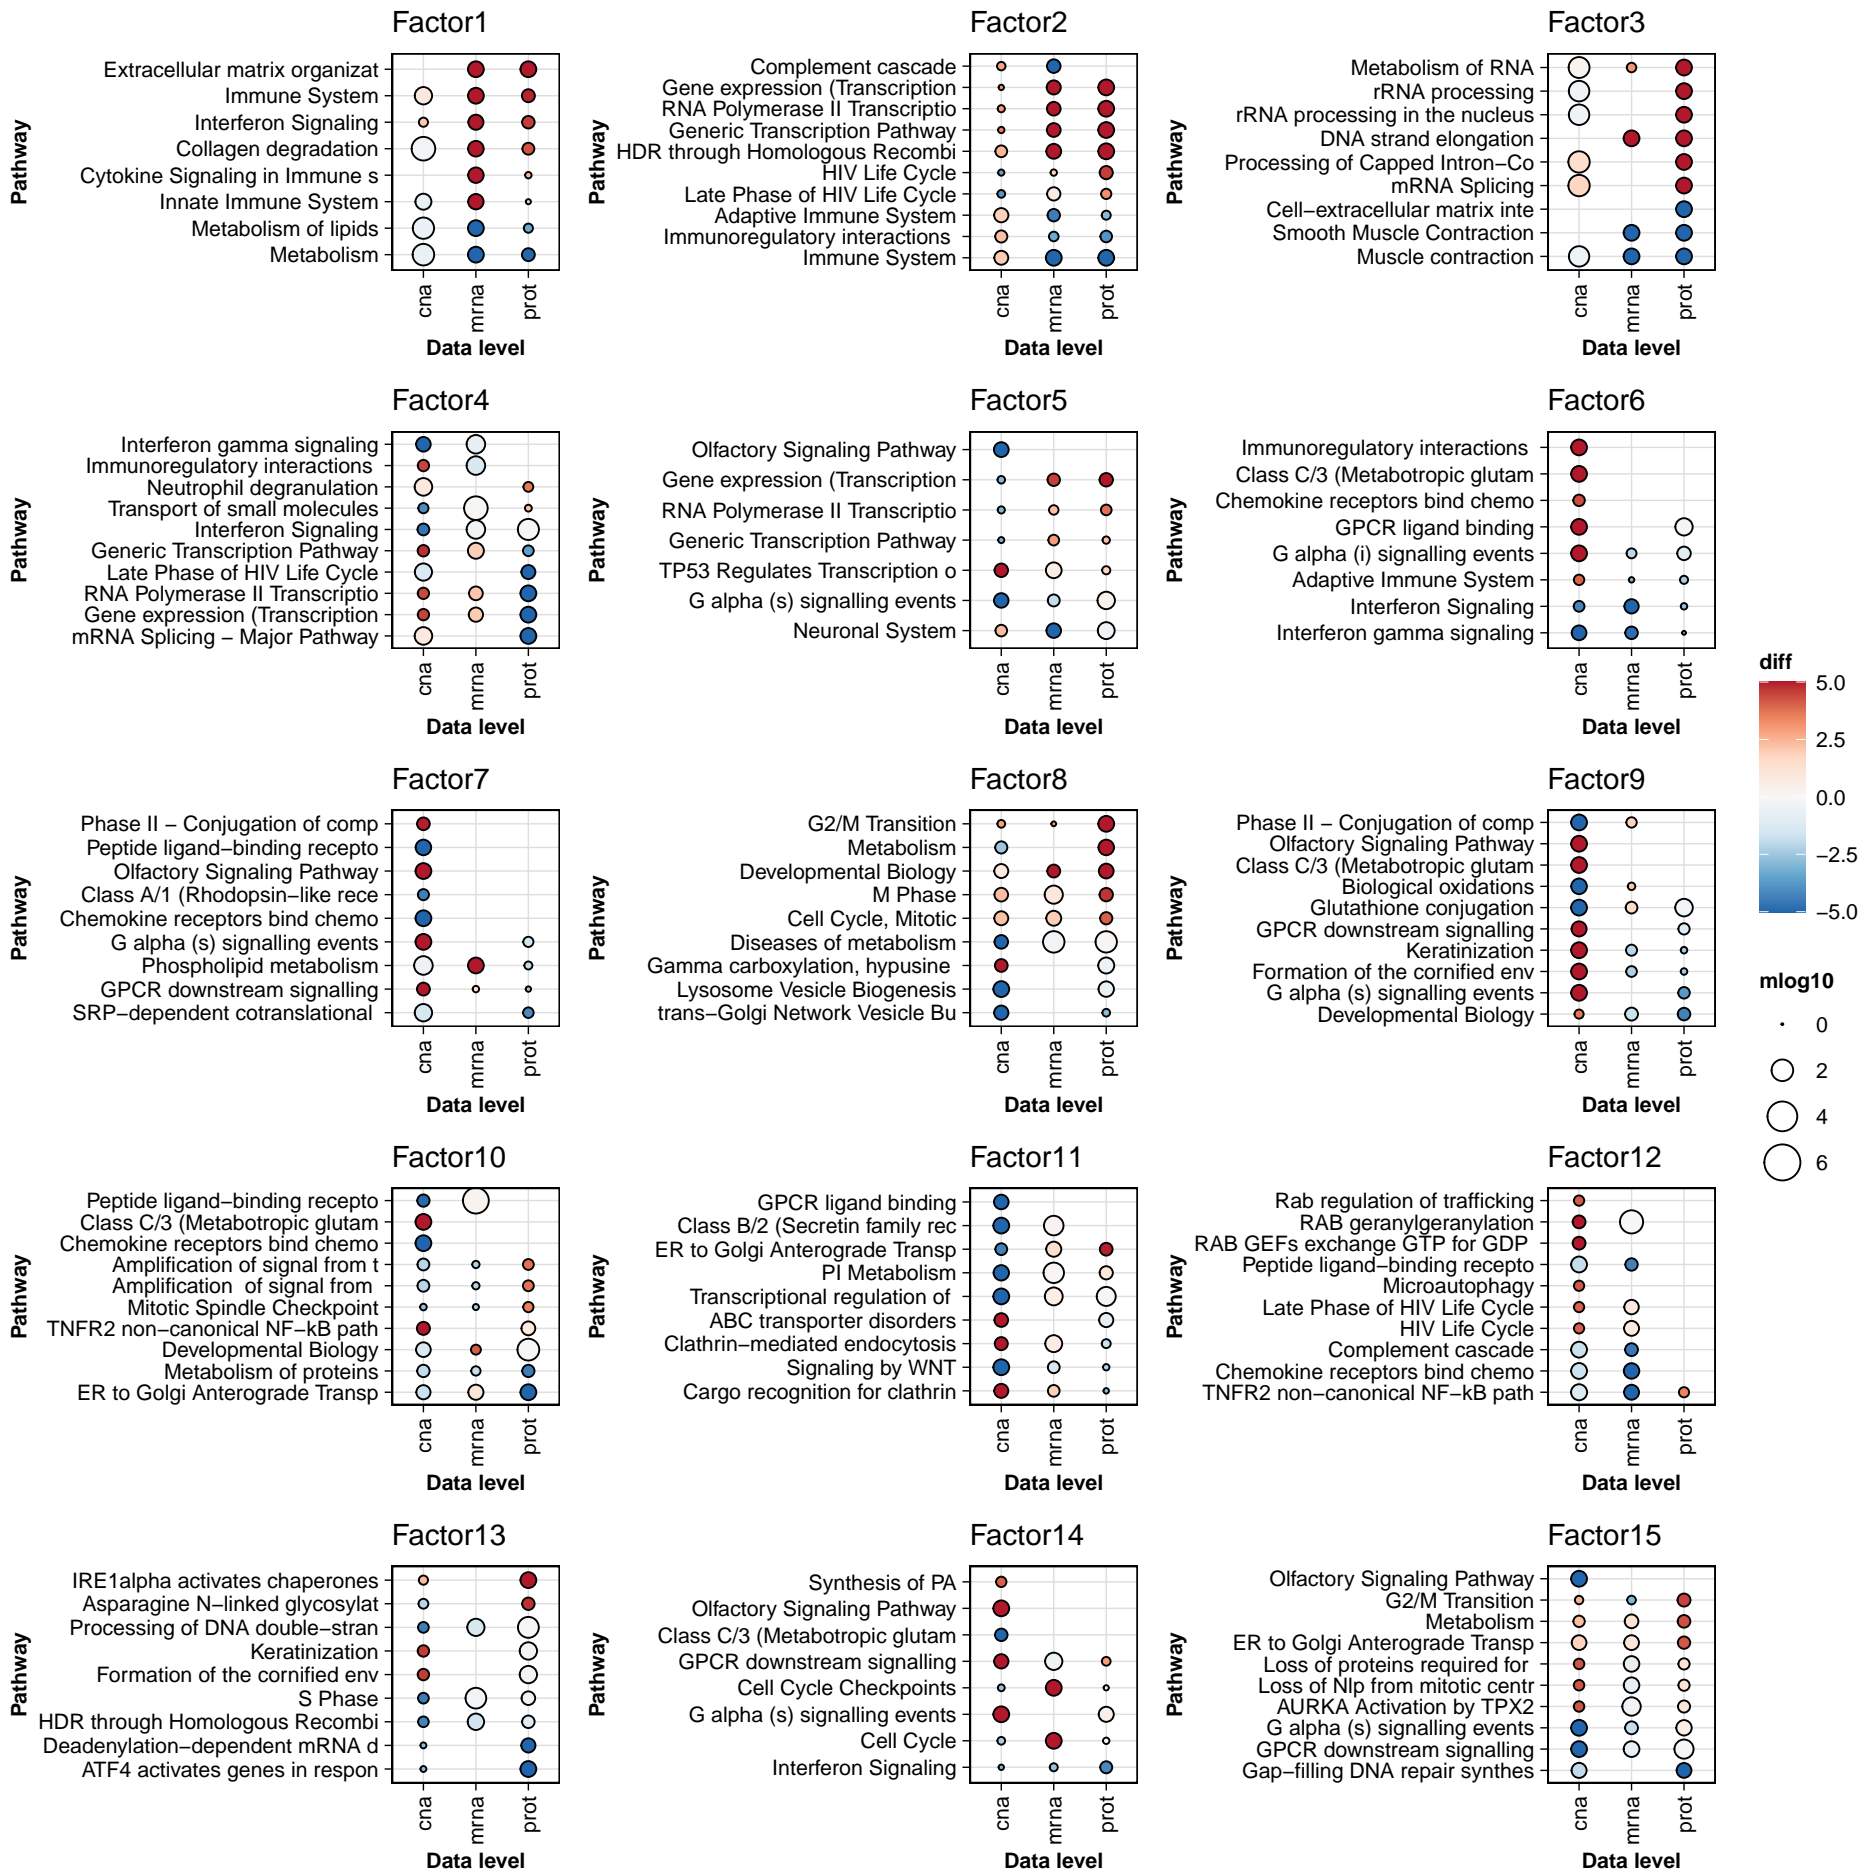 Factor1
Pathway
Extracellular matrix organizat
Immune System
Interferon Signaling
Collagen degradation
Cytokine Signaling in Immune s
Innate Immune System
Metabolism of lipids
Metabolism
cna
mrna
prot
Data level
Factor2
Pathway
Complement cascade
Gene expression (Transcription
RNA Polymerase II Transcriptio
Generic Transcription Pathway
HDR through Homologous Recombi
HIV Life Cycle
Late Phase of HIV Life Cycle
Adaptive Immune System
Immunoregulatory interactions
Immune System
cna
mrna
prot
Data level
Factor3
Pathway
Metabolism of RNA
rRNA processing
rRNA processing in the nucleus
DNA strand elongation
Processing of Capped Intron−Co
mRNA Splicing
Cell−extracellular matrix inte
Smooth Muscle Contraction
Muscle contraction
cna
mrna
prot
Data level
Factor4
Pathway
Interferon gamma signaling
Immunoregulatory interactions
Neutrophil degranulation
Transport of small molecules
Interferon Signaling
Generic Transcription Pathway
Late Phase of HIV Life Cycle
RNA Polymerase II Transcriptio
Gene expression (Transcription
mRNA Splicing − Major Pathway
cna
mrna
prot
Data level
Factor5
Pathway
Olfactory Signaling Pathway
Gene expression (Transcription
RNA Polymerase II Transcriptio
Generic Transcription Pathway
TP53 Regulates Transcription o
G alpha (s) signalling events
Neuronal System
cna
mrna
prot
Data level
Factor6
Pathway
Immunoregulatory interactions
Class C/3 (Metabotropic glutam
Chemokine receptors bind chemo
GPCR ligand binding
G alpha (i) signalling events
Adaptive Immune System
Interferon Signaling
Interferon gamma signaling
cna
mrna
prot
Data level
diff
5.0
2.5
0.0
−2.5
−5.0
mlog10
0
2
4
6
Factor7
Pathway
Phase II − Conjugation of comp
Peptide ligand−binding recepto
Olfactory Signaling Pathway
Class A/1 (Rhodopsin−like rece
Chemokine receptors bind chemo
G alpha (s) signalling events
Phospholipid metabolism
GPCR downstream signalling
SRP−dependent cotranslational
cna
mrna
prot
Data level
Factor8
Pathway
G2/M Transition
Metabolism
Developmental Biology
M Phase
Cell Cycle, Mitotic
Diseases of metabolism
Gamma carboxylation, hypusine
Lysosome Vesicle Biogenesis
trans−Golgi Network Vesicle Bu
cna
mrna
prot
Data level
Factor9
Pathway
Phase II − Conjugation of comp
Olfactory Signaling Pathway
Class C/3 (Metabotropic glutam
Biological oxidations
Glutathione conjugation
GPCR downstream signalling
Keratinization
Formation of the cornified env
G alpha (s) signalling events
Developmental Biology
cna
mrna
prot
Data level
Factor10
Pathway
Peptide ligand−binding recepto
Class C/3 (Metabotropic glutam
Chemokine receptors bind chemo
Amplification of signal from t
Amplification  of signal from
Mitotic Spindle Checkpoint
TNFR2 non−canonical NF−kB path
Developmental Biology
Metabolism of proteins
ER to Golgi Anterograde Transp
cna
mrna
prot
Data level
Factor11
Pathway
GPCR ligand binding
Class B/2 (Secretin family rec
ER to Golgi Anterograde Transp
PI Metabolism
Transcriptional regulation of
ABC transporter disorders
Clathrin−mediated endocytosis
Signaling by WNT
Cargo recognition for clathrin
cna
mrna
prot
Data level
Factor12
Pathway
Rab regulation of trafficking
RAB geranylgeranylation
RAB GEFs exchange GTP for GDP
Peptide ligand−binding recepto
Microautophagy
Late Phase of HIV Life Cycle
HIV Life Cycle
Complement cascade
Chemokine receptors bind chemo
TNFR2 non−canonical NF−kB path
cna
mrna
prot
Data level
Factor13
Pathway
IRE1alpha activates chaperones
Asparagine N−linked glycosylat
Processing of DNA double−stran
Keratinization
Formation of the cornified env
S Phase
HDR through Homologous Recombi
Deadenylation−dependent mRNA d
ATF4 activates genes in respon
cna
mrna
prot
Data level
Factor14
Pathway
Synthesis of PA
Olfactory Signaling Pathway
Class C/3 (Metabotropic glutam
GPCR downstream signalling
Cell Cycle Checkpoints
G alpha (s) signalling events
Cell Cycle
Interferon Signaling
cna
mrna
prot
Data level
Factor15
Pathway
Olfactory Signaling Pathway
G2/M Transition
Metabolism
ER to Golgi Anterograde Transp
Loss of proteins required for
Loss of Nlp from mitotic centr
AURKA Activation by TPX2
G alpha (s) signalling events
GPCR downstream signalling
Gap−filling DNA repair synthes
cna
mrna
prot
Data level